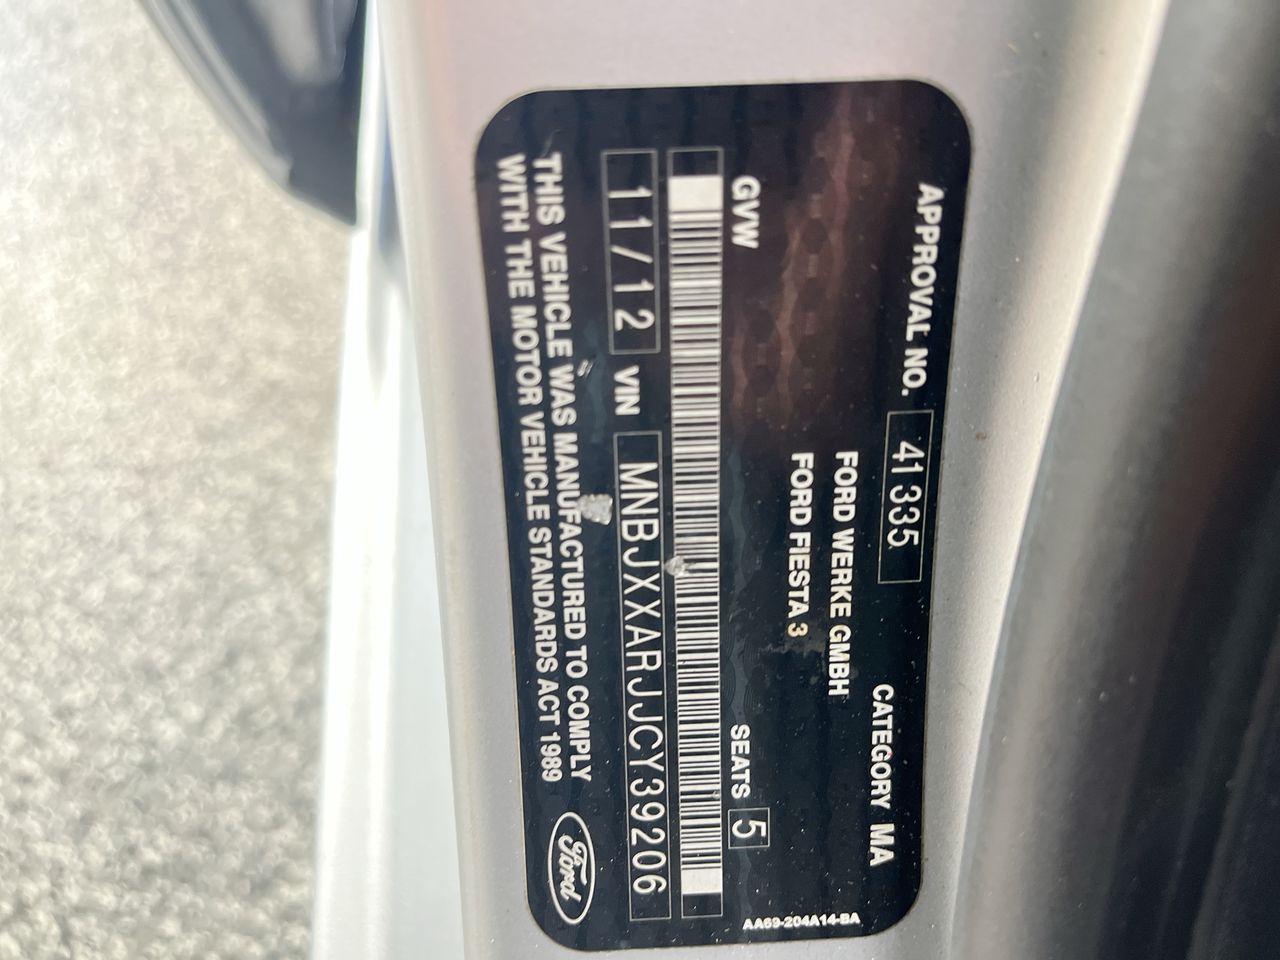 APPROVAL NO. 41335 CATEGORY MA
FORD WERKE GMBH
FORD FIESTA 3
GVW SEATS 5
11/12 VIN MNBJXXARJJCY39206
THIS VEHICLE WAS MANUFACTURED TO COMPLY
WITH THE MOTOR VEHICLE STANDARDS ACT 1989
Ford
AA69-204A14-BA